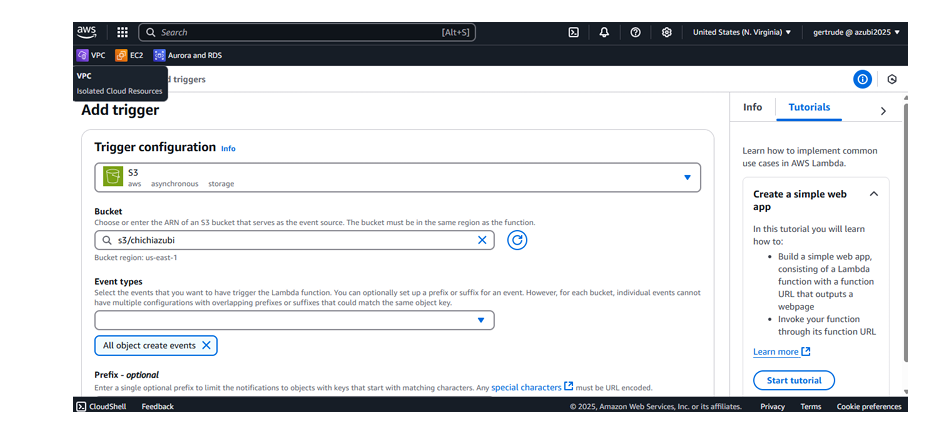 aws
Search [Alt+S]
United States (N. Virginia) ▼ gertrude @ azubi2025 ▼
VPC EC2 Aurora and RDS
VPC
Isolated Cloud Resources
d triggers
Add trigger
Trigger configuration Info
S3
aws asynchronous storage
Bucket
Choose or enter the ARN of an S3 bucket that serves as the event source. The bucket must be in the same region as the function.
s3/chichiazubi
Bucket region: us-east-1
Event types
Select the events that you want to have trigger the Lambda function. You can optionally set up a prefix or suffix for an event. However, for each bucket, individual events cannot
have multiple configurations with overlapping prefixes or suffixes that could match the same object key.
All object create events
Prefix - optional
Enter a single optional prefix to limit the notifications to objects with keys that start with matching characters. Any special characters must be URL encoded.
Info Tutorials
Learn how to implement common
use cases in AWS Lambda.
Create a simple web
app
In this tutorial you will learn
how to:
• Build a simple web app,
consisting of a Lambda
function with a function
URL that outputs a
webpage
• Invoke your function
through its function URL
Learn more
Start tutorial
CloudShell Feedback
© 2025, Amazon Web Services, Inc. or its affiliates. Privacy Terms Cookie preferences